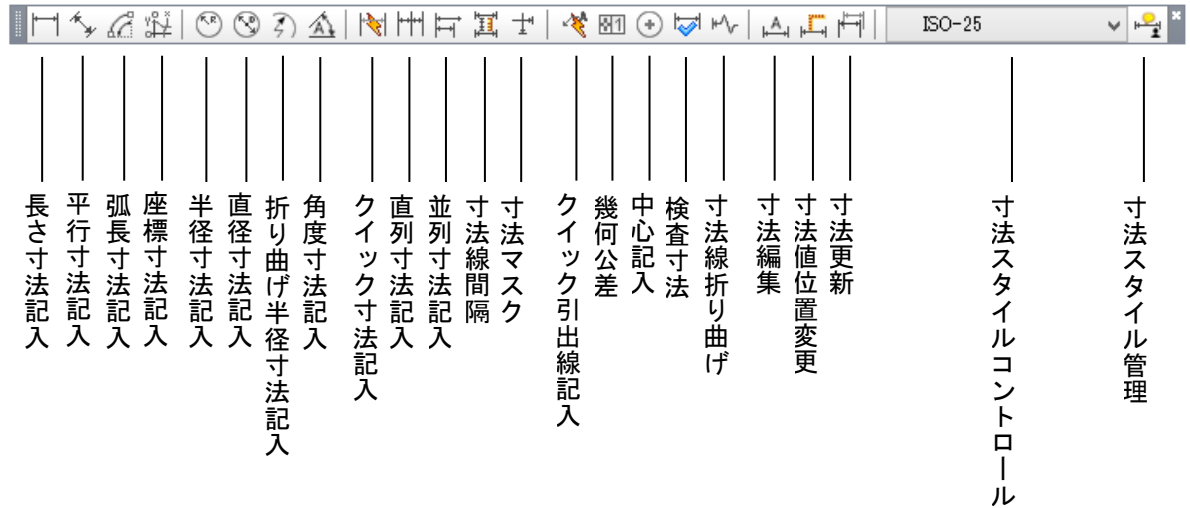 ISO-25
長さ寸法記入
平行寸法記入
弧長寸法記入
座標寸法記入
半径寸法記入
直径寸法記入
折り曲げ半径寸法記入
角度寸法記入
クイック寸法記入
直列寸法記入
並列寸法記入
寸法線間隔
寸法マスク
クイック引出線記入
幾何公差
中心記入
検査寸法
寸法線折り曲げ
寸法編集
寸法値位置変更
寸法更新
寸法スタイルコントロール
寸法スタイル管理